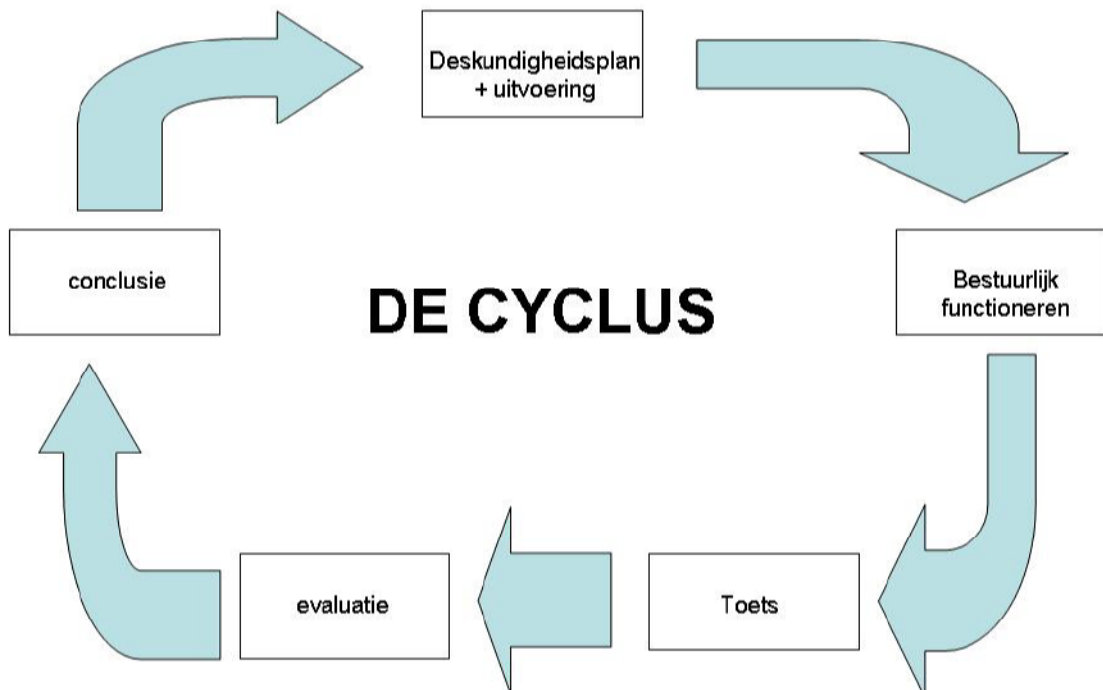 Deskundigheidsplan
+ uitvoering
Bestuurlijk
functioneren
Toets
evaluatie
conclusie
DE CYCLUS